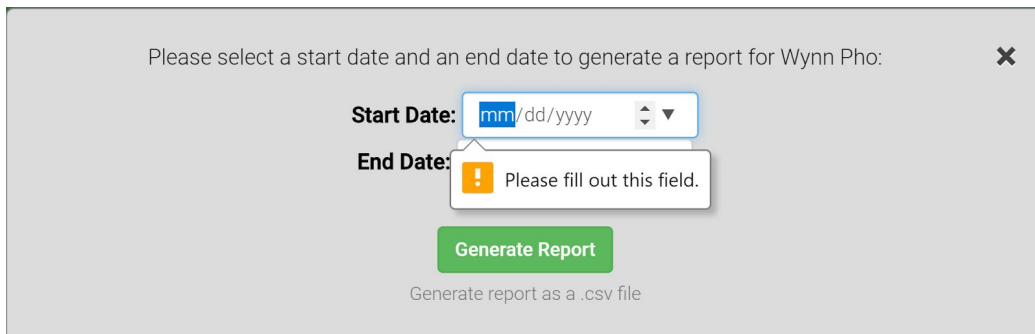 Please select a start date and an end date to generate a report for Wynn Pho:
Start Date: mm/dd/yyyy
End Date:
Please fill out this field.
Generate Report
Generate report as a .csv file